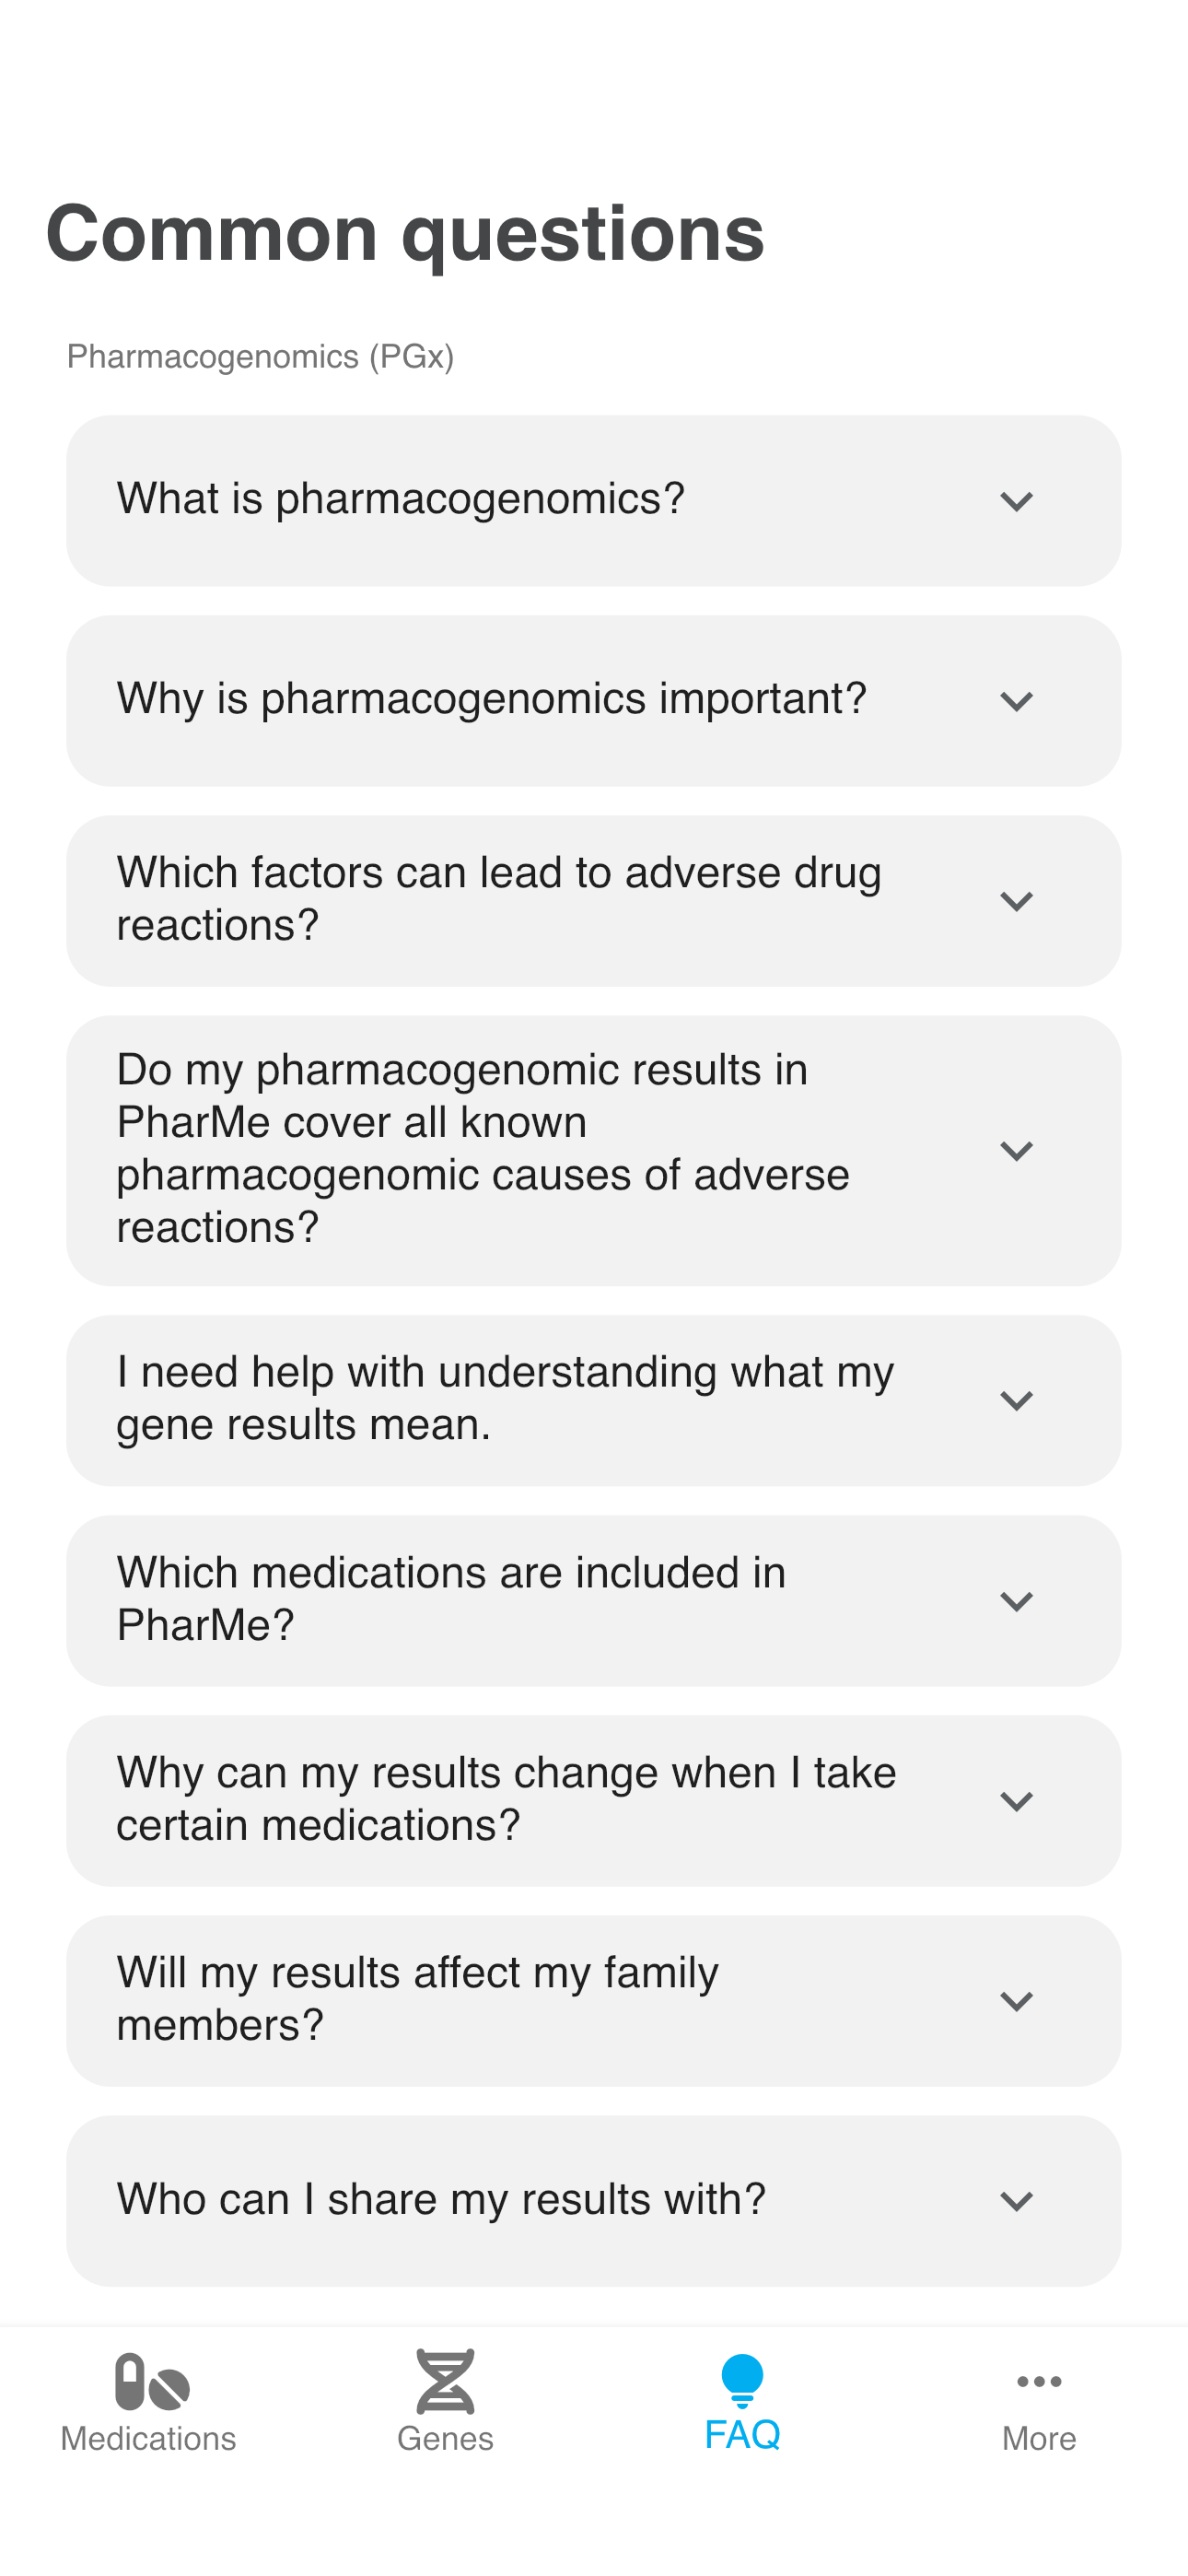 Common questions
Pharmacogenomics (PGx)
What is pharmacogenomics?
Why is pharmacogenomics important?
Which factors can lead to adverse drug
reactions?
Do my pharmacogenomic results in
PharMe cover all known
pharmacogenomic causes of adverse
reactions?
I need help with understanding what my
gene results mean.
Which medications are included in
PharMe?
Why can my results change when I take
certain medications?
Will my results affect my family
members?
Who can I share my results with?
Medications
Genes
FAQ
More